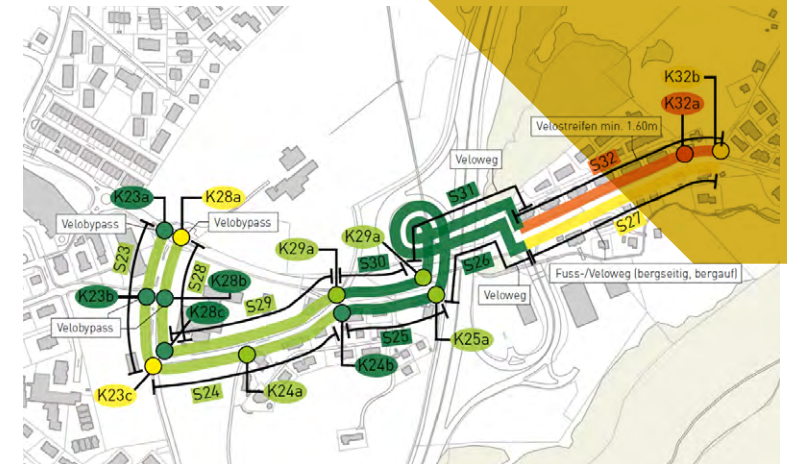 K32b
K32a
Velostreifen min. 1.60m
Veloweg
S32
S31
K23a
K28a
Velobypass
Velobypass
K29a
K29a
S27
S23
S28
S30
S26
K28b
Fuss-/Veloweg (bergseitig, bergauf)
K23b
S29
Veloweg
K28c
Velobypass
S25
K25a
K24b
K23c
S24
K24a